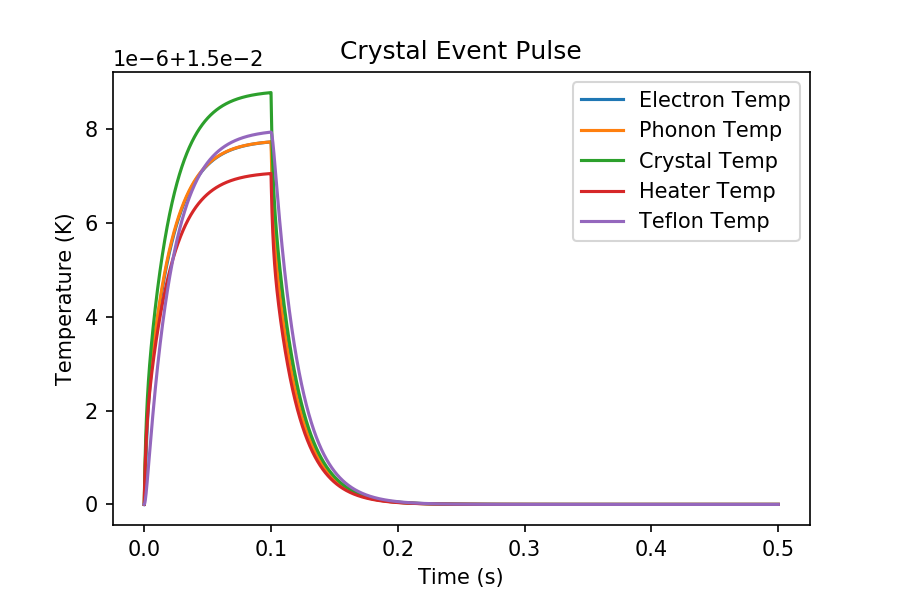 Crystal Event Pulse
1e−6+1.5e−2
Electron Temp
Phonon Temp
Crystal Temp
Heater Temp
Teflon Temp
Temperature (K)
8
6
4
2
0
0.0 0.1 0.2 0.3 0.4 0.5
Time (s)